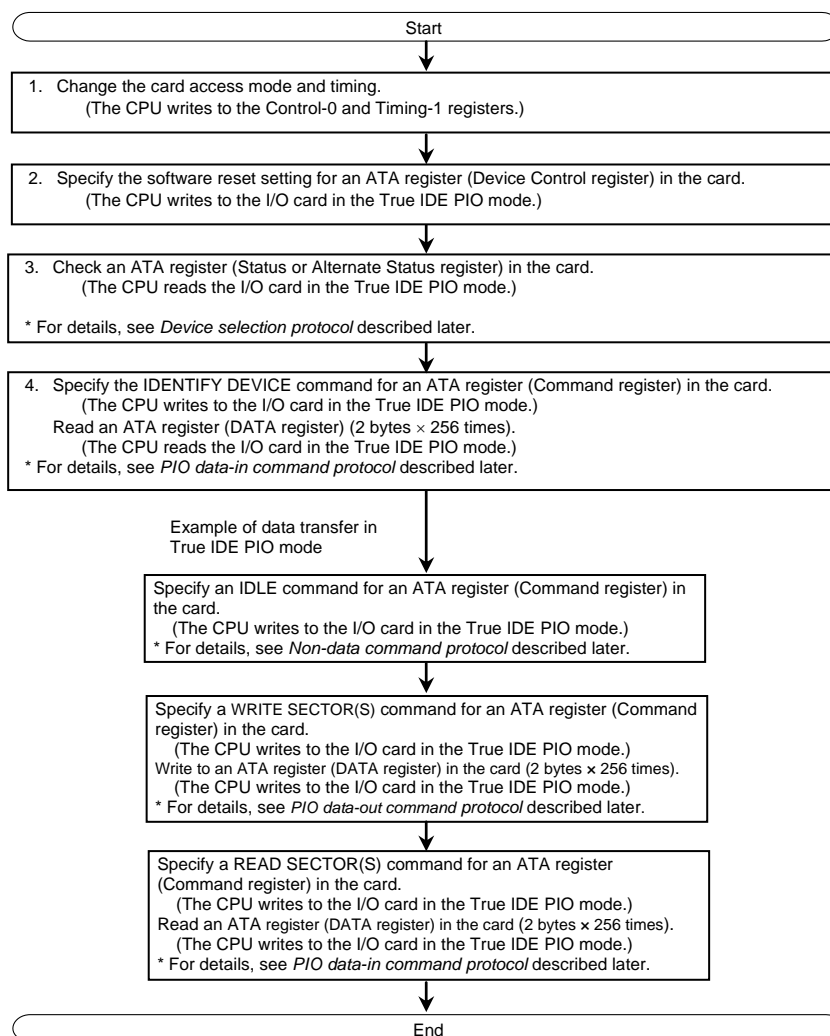 Start
1. Change the card access mode and timing.
(The CPU writes to the Control-0 and Timing-1 registers.)
2. Specify the software reset setting for an ATA register (Device Control register) in the card.
(The CPU writes to the I/O card in the True IDE PIO mode.)
3. Check an ATA register (Status or Alternate Status register) in the card.
(The CPU reads the I/O card in the True IDE PIO mode.)
* For details, see Device selection protocol described later.
4. Specify the IDENTIFY DEVICE command for an ATA register (Command register) in the card.
(The CPU writes to the I/O card in the True IDE PIO mode.)
Read an ATA register (DATA register) (2 bytes × 256 times).
(The CPU reads the I/O card in the True IDE PIO mode.)
* For details, see PIO data-in command protocol described later.
Example of data transfer in
True IDE PIO mode
Specify an IDLE command for an ATA register (Command register) in
the card.
(The CPU writes to the I/O card in the True IDE PIO mode.)
* For details, see Non-data command protocol described later.
Specify a WRITE SECTOR(S) command for an ATA register (Command
register) in the card.
(The CPU writes to the I/O card in the True IDE PIO mode.)
Write to an ATA register (DATA register) in the card (2 bytes × 256 times).
(The CPU writes to the I/O card in the True IDE PIO mode.)
* For details, see PIO data-out command protocol described later.
Specify a READ SECTOR(S) command for an ATA register
(Command register) in the card.
(The CPU writes to the I/O card in the True IDE PIO mode.)
Read an ATA register (DATA register) in the card (2 bytes × 256 times).
(The CPU writes to the I/O card in the True IDE PIO mode.)
* For details, see PIO data-in command protocol described later.
End